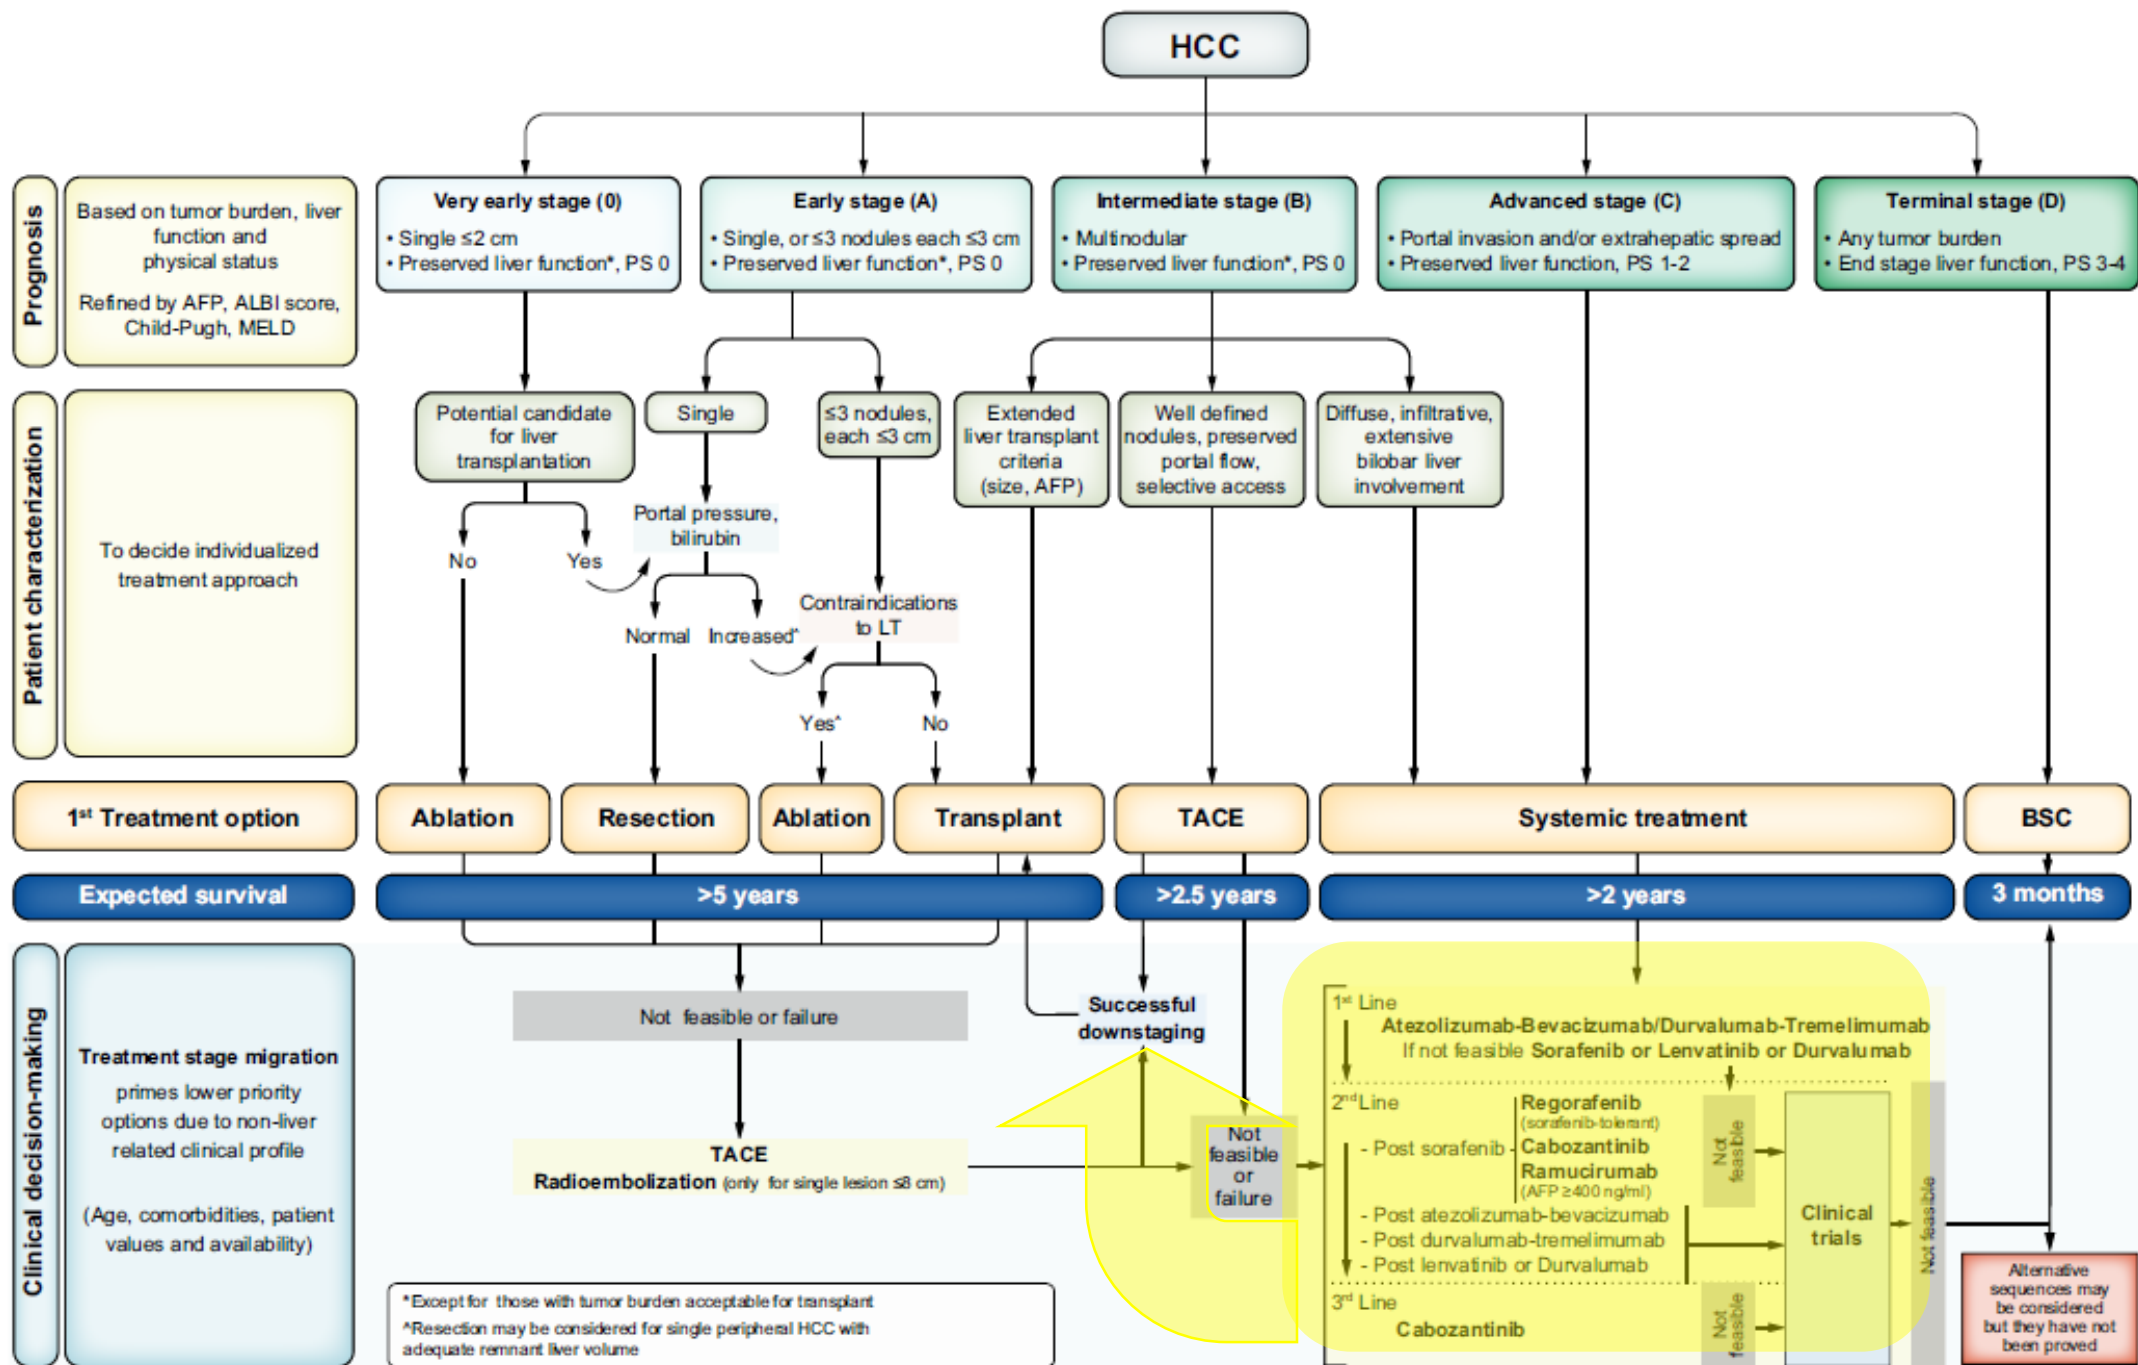 HCC
Prognosis
Based on tumor burden, liver
function and
physical status
Refined by AFP, ALBI score,
Child-Pugh, MELD
Very early stage (0)
• Single ≤2 cm
• Preserved liver function*, PS 0
Early stage (A)
• Single, or ≤3 nodules each ≤3 cm
• Preserved liver function*, PS 0
Intermediate stage (B)
• Multinodular
• Preserved liver function*, PS 0
Advanced stage (C)
• Portal invasion and/or extrahepatic spread
• Preserved liver function, PS 1-2
Terminal stage (D)
• Any tumor burden
• End stage liver function, PS 3-4
Patient characterization
To decide individualized
treatment approach
Potential candidate
for liver
transplantation
No
Yes
Single
Portal pressure,
bilirubin
Normal
Increased^
≤3 nodules,
each ≤3 cm
Contraindications
to LT
Yes^
No
Extended
liver transplant
criteria
(size, AFP)
Well defined
nodules, preserved
portal flow,
selective access
Diffuse, infiltrative,
extensive
bilobar liver
involvement
1st Treatment option
Ablation
Resection
Ablation
Transplant
TACE
Systemic treatment
BSC
Expected survival
>5 years
>2.5 years
>2 years
3 months
Clinical decision-making
Treatment stage migration
primes lower priority
options due to non-liver
related clinical profile
(Age, comorbidities, patient
values and availability)
Not feasible or failure
TACE
Radioembolization (only for single lesion ≤8 cm)
Successful
downstaging
Not
feasible
or
failure
1st Line
Atezolizumab-Bevacizumab/Durvalumab-Tremelimumab
If not feasible Sorafenib or Lenvatinib or Durvalumab
2nd Line
- Post sorafenib
Regorafenib
(sorafenib-tolerant)
Cabozantinib
Ramucirumab
(AFP ≥400 ng/ml)
Not
feasible
- Post atezolizumab-bevacizumab
- Post durvalumab-tremelimumab
- Post lenvatinib or Durvalumab
3rd Line
Cabozantinib
Not
feasible
Clinical
trials
Not feasible
Alternative
sequences may
be considered
but they have not
been proved
*Except for those with tumor burden acceptable for transplant
^Resection may be considered for single peripheral HCC with
adequate remnant liver volume